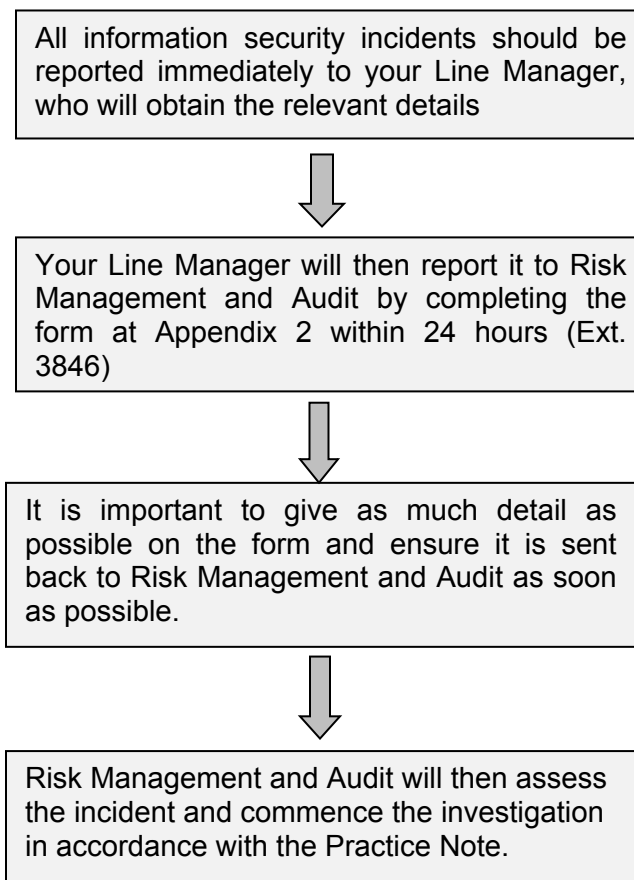 All information security incidents should be
reported immediately to your Line Manager,
who will obtain the relevant details
Your Line Manager will then report it to Risk
Management and Audit by completing the
form at Appendix 2 within 24 hours (Ext.
3846)
It is important to give as much detail as
possible on the form and ensure it is sent
back to Risk Management and Audit as soon
as possible.
Risk Management and Audit will then assess
the incident and commence the investigation
in accordance with the Practice Note.